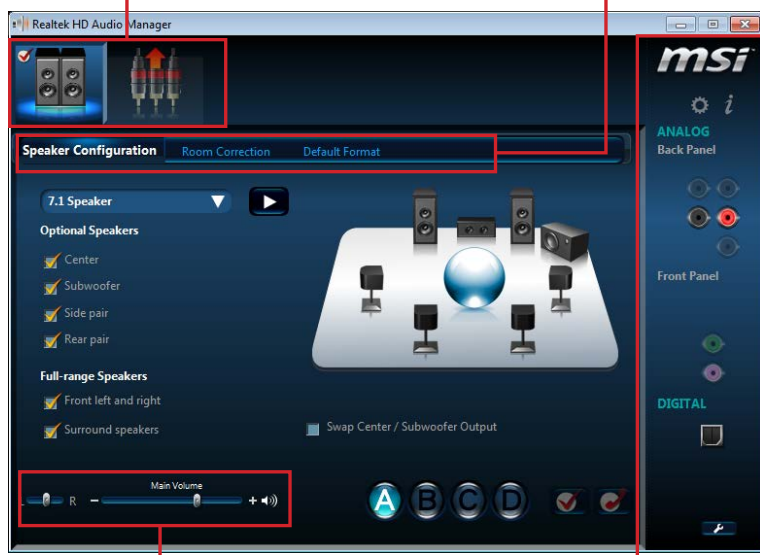 Realtek HD Audio Manager
msi
i
ANALOG
Back Panel
Speaker Configuration
Room Correction
Default Format
7.1 Speaker
Optional Speakers
Center
Subwoofer
Side pair
Rear pair
Front Panel
Full-range Speakers
Front left and right
Surround speakers
Swap Center / Subwoofer Output
DIGITAL
Main Volume
L R - +
A B C D